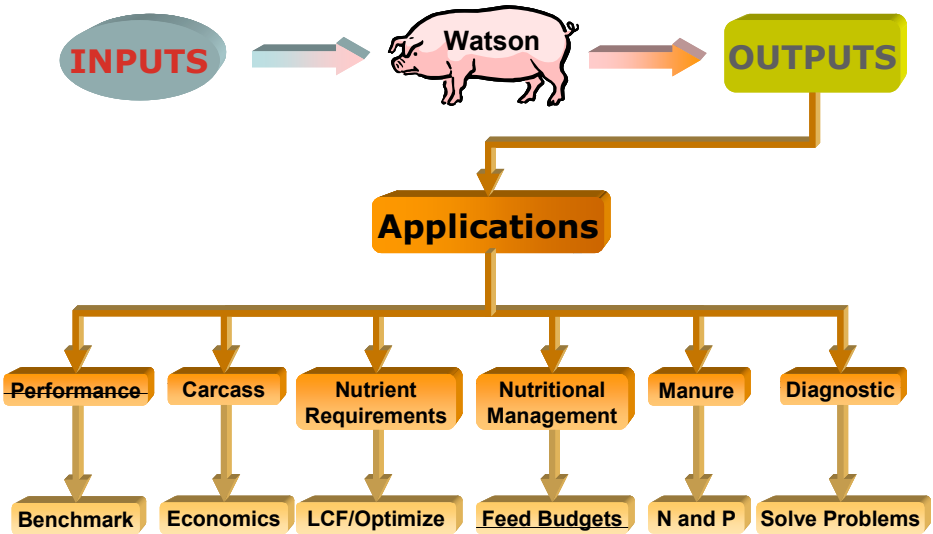 INPUTS
Watson
OUTPUTS
Applications
Performance
Carcass
Nutrient
Requirements
Nutritional
Management
Manure
Diagnostic
Benchmark
Economics
LCF/Optimize
Feed Budgets
N and P
Solve Problems